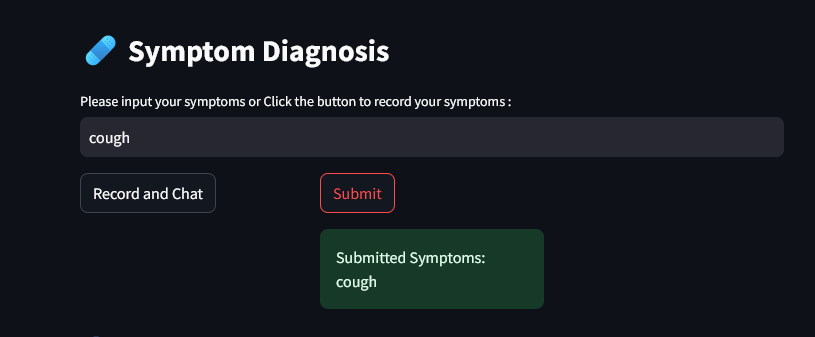 Symptom Diagnosis
Please input your symptoms or Click the button to record your symptoms :
cough
Record and Chat
Submit
Submitted Symptoms:
cough